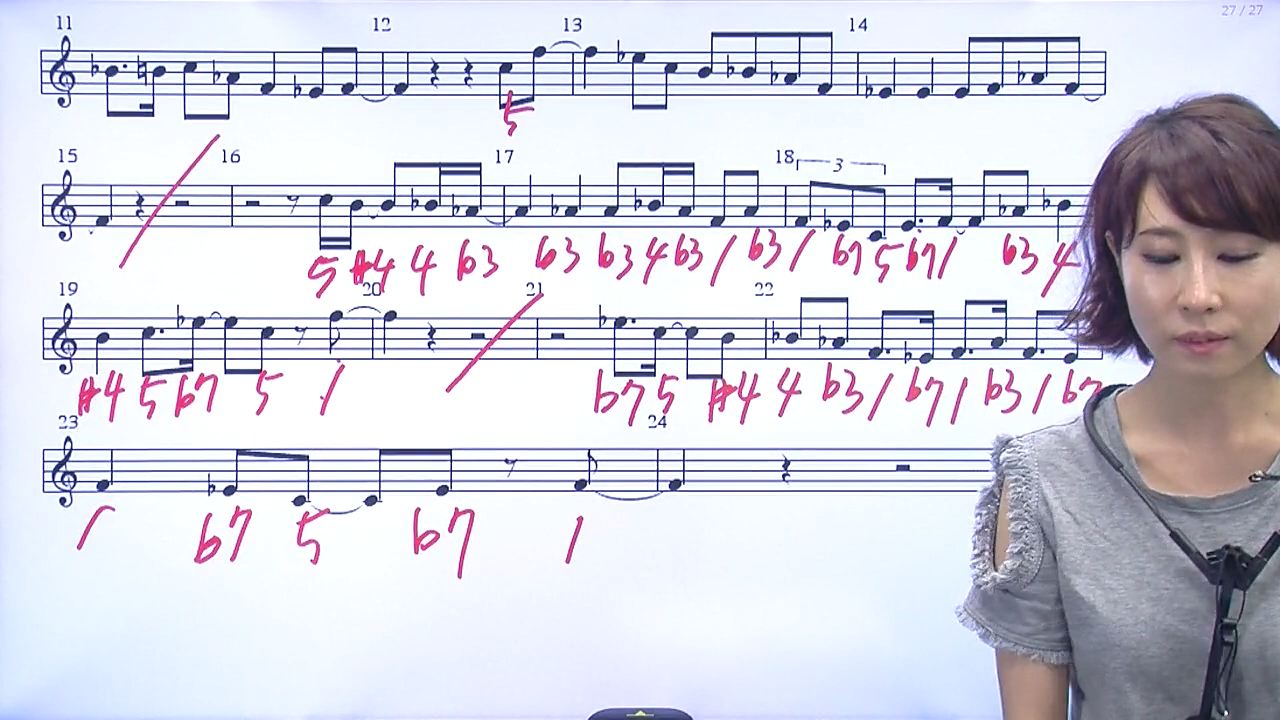 27 / 27
11 12 13 14
5
15 16 17 18 3
5 #4 4 b3 b3 b3 4 b3 1 b3 1 b7 5 b7 1 b3 4
19 20 21 22
#4 5 b7 5 1 b7 5 #4 4 b3 1 b7 1 b3 1 b7
23 24
1 b7 5 b7 1